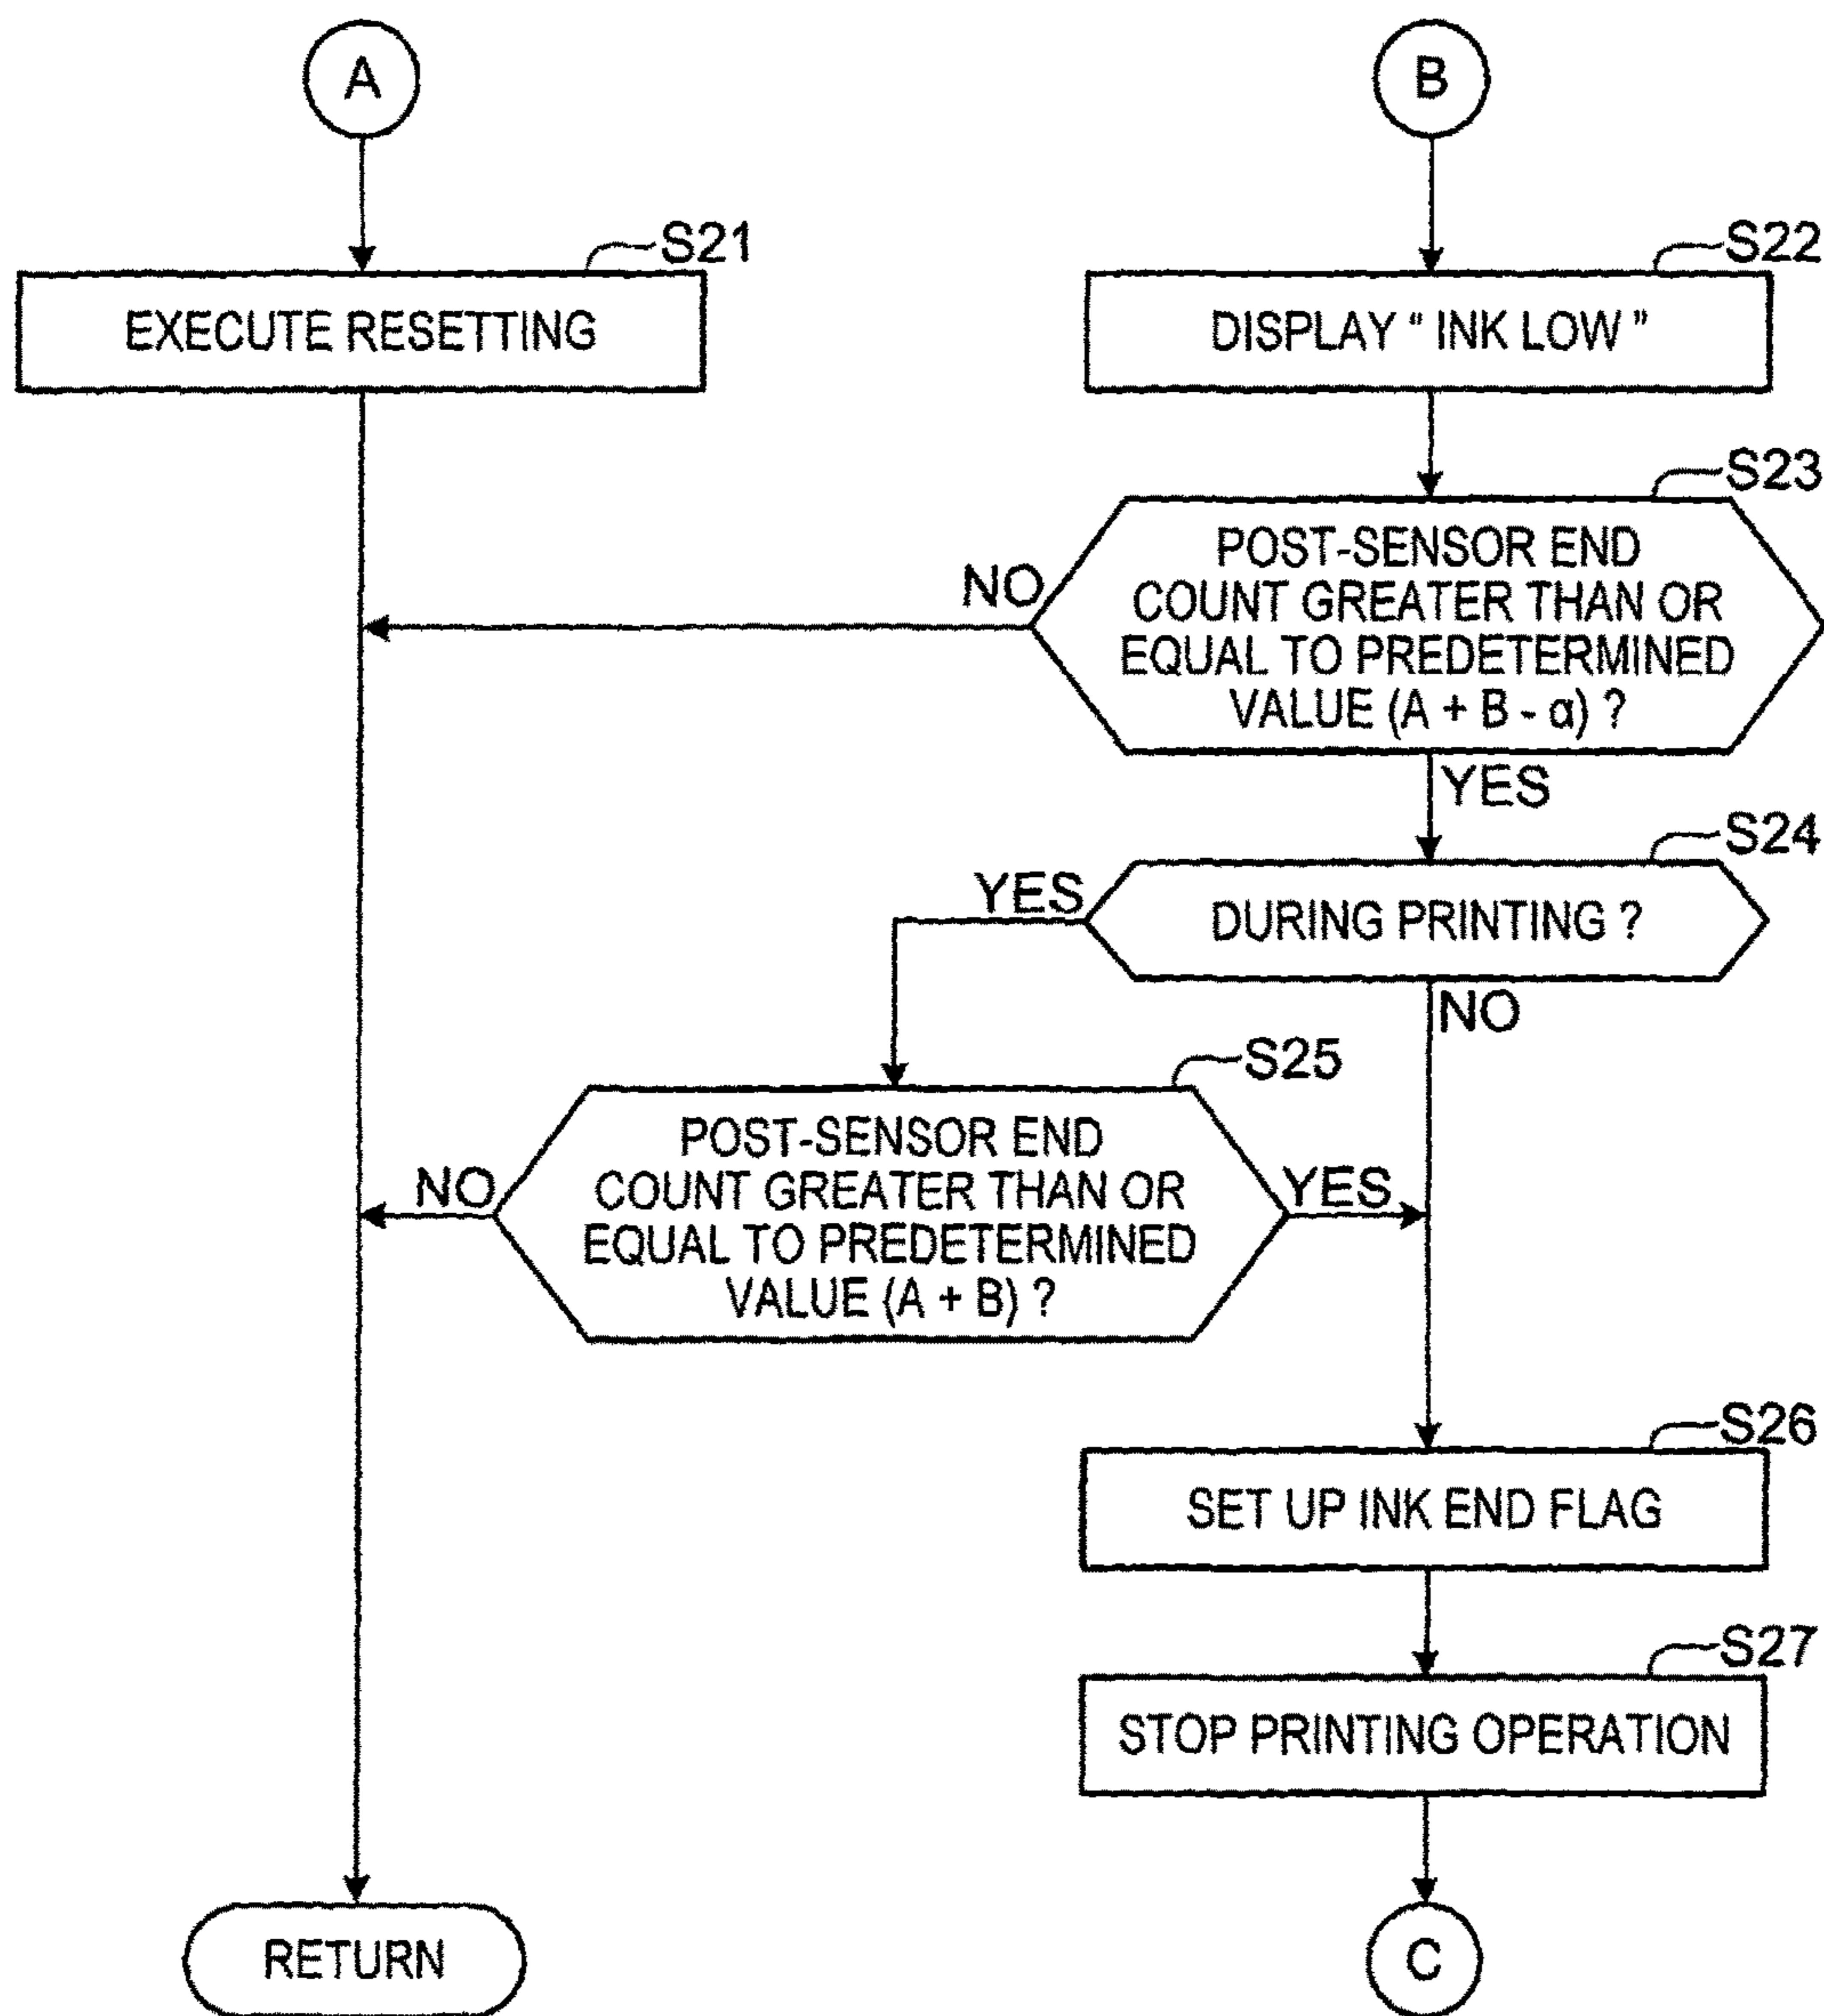 A
B
S21
EXECUTE RESETTING
S22
DISPLAY “ INK LOW ”
S23
POST-SENSOR END
COUNT GREATER THAN OR
EQUAL TO PREDETERMINED
VALUE (A + B - α) ?
NO
YES
S24
DURING PRINTING ?
YES
NO
S25
POST-SENSOR END
COUNT GREATER THAN OR
EQUAL TO PREDETERMINED
VALUE (A + B) ?
NO
YES
S26
SET UP INK END FLAG
S27
STOP PRINTING OPERATION
RETURN
C